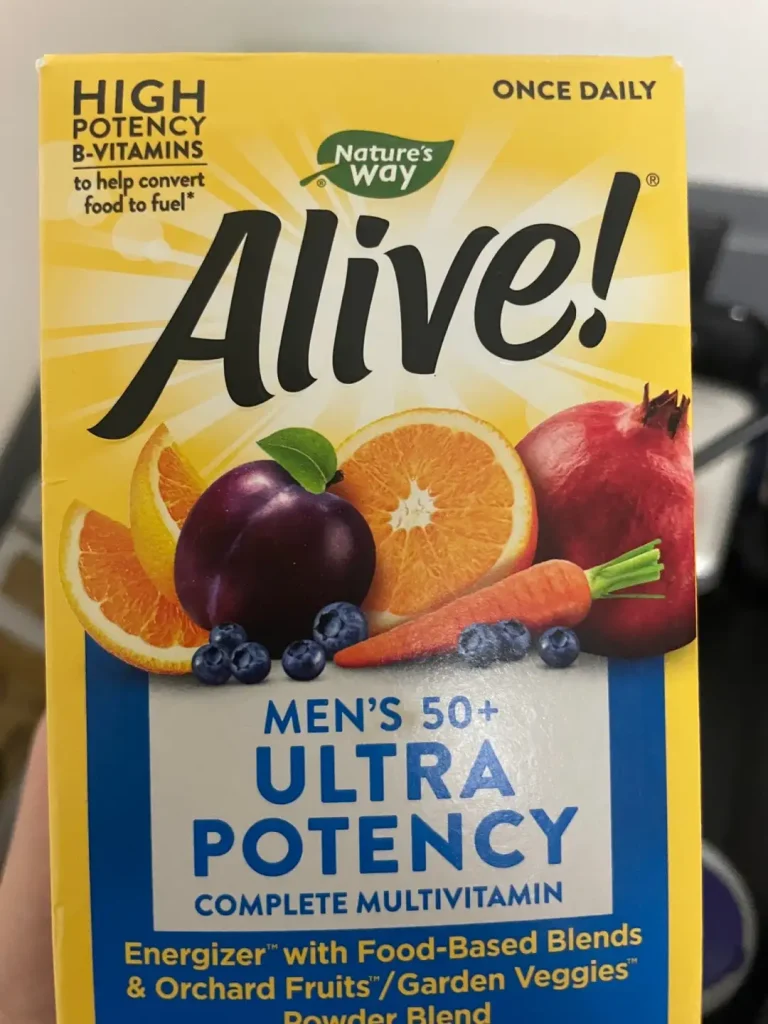 HIGH
POTENCY
B-VITAMINS
to help convert
food to fuel*
ONCE DAILY
Nature's
Way®
Alive!®
MEN'S 50+
ULTRA
POTENCY
COMPLETE MULTIVITAMIN
Energizer™ with Food-Based Blends
& Orchard Fruits™/Garden Veggies™
Powder Blend